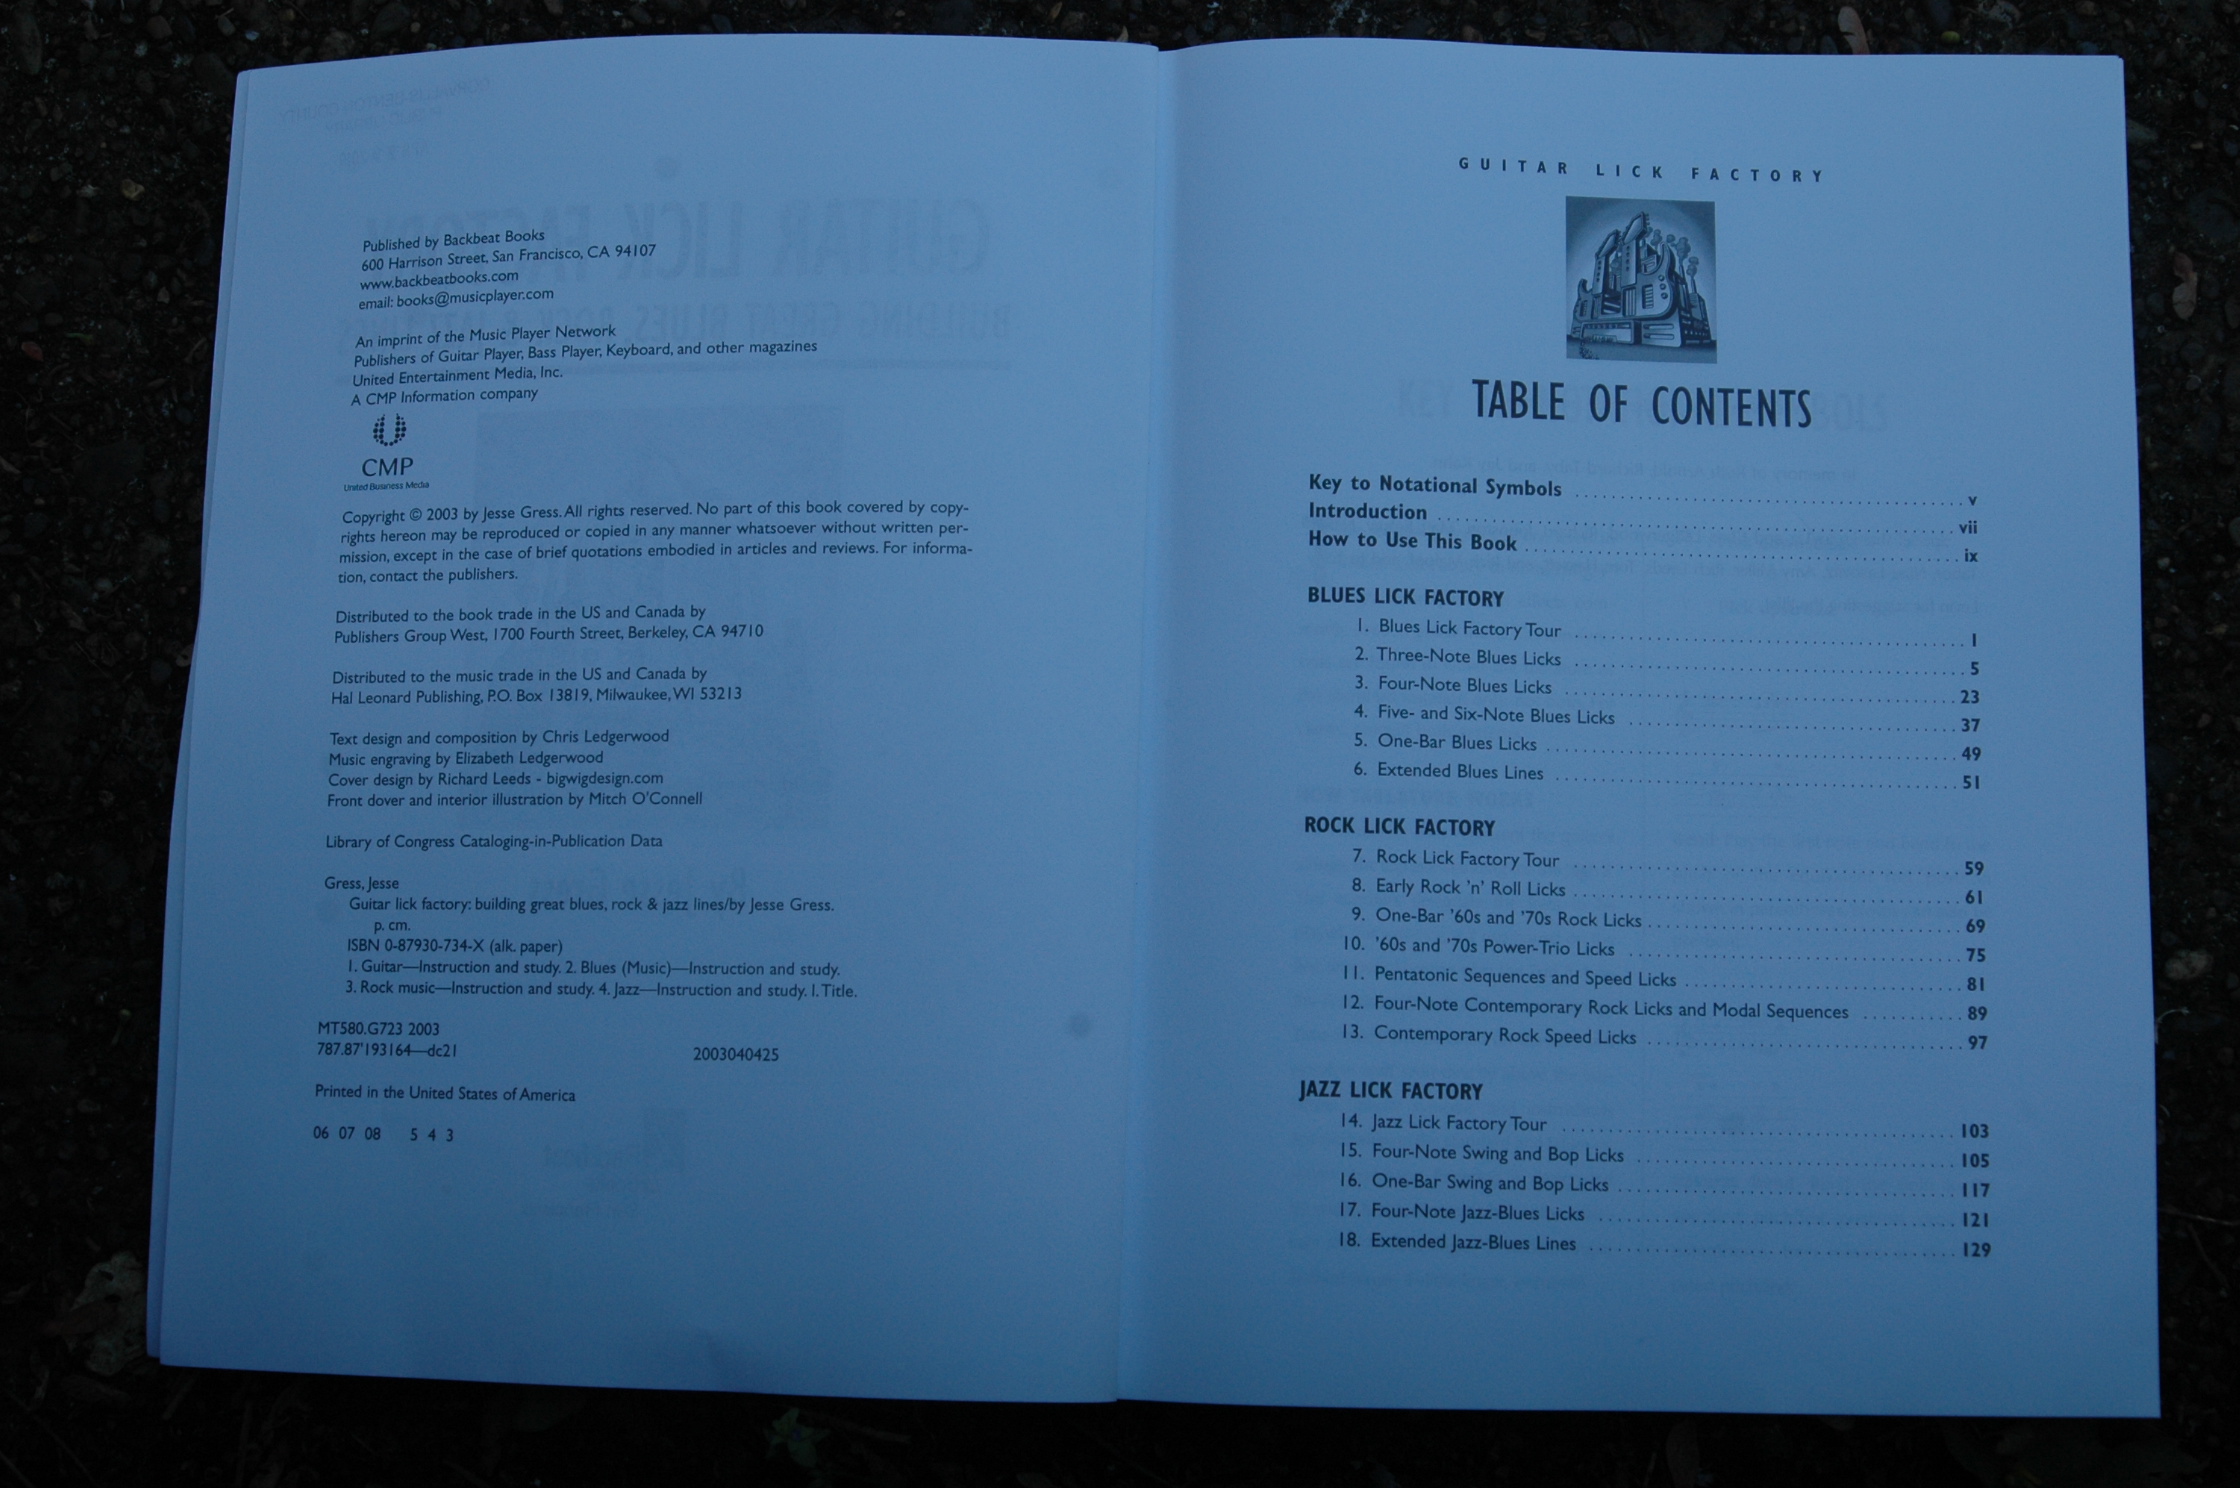 Published by Backbeat Books
600 Harrison Street, San Francisco, CA 94107
www.backbeatbooks.com
email: books@musicplayer.com
An imprint of the Music Player Network
Publishers of Guitar Player, Bass Player, Keyboard, and other magazines
United Entertainment Media, Inc.
A CMP Information company
CMP
United Business Media
Copyright © 2003 by Jesse Gress. All rights reserved. No part of this book covered by copy-
rights hereon may be reproduced or copied in any manner whatsoever without written per-
mission, except in the case of brief quotations embodied in articles and reviews. For informa-
tion, contact the publishers.
Distributed to the book trade in the US and Canada by
Publishers Group West, 1700 Fourth Street, Berkeley, CA 94710
Distributed to the music trade in the US and Canada by
Hal Leonard Publishing, P.O. Box 13819, Milwaukee, WI 53213
Text design and composition by Chris Ledgerwood
Music engraving by Elizabeth Ledgerwood
Cover design by Richard Leeds - bigwigdesign.com
Front dover and interior illustration by Mitch O'Connell
Library of Congress Cataloging-in-Publication Data
Gress, Jesse
Guitar lick factory: building great blues, rock & jazz lines/by Jesse Gress.
p. cm.
ISBN 0-87930-734-X (alk. paper)
1. Guitar—Instruction and study. 2. Blues (Music)—Instruction and study.
3. Rock music—Instruction and study. 4. Jazz—Instruction and study. I. Title.
MT580.G723 2003
787.87'193164—dc21 2003040425
Printed in the United States of America
06 07 08 5 4 3
GUITAR LICK FACTORY
TABLE OF CONTENTS
Key to Notational Symbols . . . . . . . . . . v
Introduction . . . . . . . . . . vii
How to Use This Book . . . . . . . . . . ix
BLUES LICK FACTORY
1. Blues Lick Factory Tour . . . . . . . . . . 1
2. Three-Note Blues Licks . . . . . . . . . . 5
3. Four-Note Blues Licks . . . . . . . . . . 23
4. Five- and Six-Note Blues Licks . . . . . . . . . . 37
5. One-Bar Blues Licks . . . . . . . . . . 49
6. Extended Blues Lines . . . . . . . . . . 51
ROCK LICK FACTORY
7. Rock Lick Factory Tour . . . . . . . . . . 59
8. Early Rock 'n' Roll Licks . . . . . . . . . . 61
9. One-Bar '60s and '70s Rock Licks . . . . . . . . . . 69
10. '60s and '70s Power-Trio Licks . . . . . . . . . . 75
11. Pentatonic Sequences and Speed Licks . . . . . . . . . . 81
12. Four-Note Contemporary Rock Licks and Modal Sequences . . . . . . . . . . 89
13. Contemporary Rock Speed Licks . . . . . . . . . . 97
JAZZ LICK FACTORY
14. Jazz Lick Factory Tour . . . . . . . . . . 103
15. Four-Note Swing and Bop Licks . . . . . . . . . . 105
16. One-Bar Swing and Bop Licks . . . . . . . . . . 117
17. Four-Note Jazz-Blues Licks . . . . . . . . . . 121
18. Extended Jazz-Blues Lines . . . . . . . . . . 129